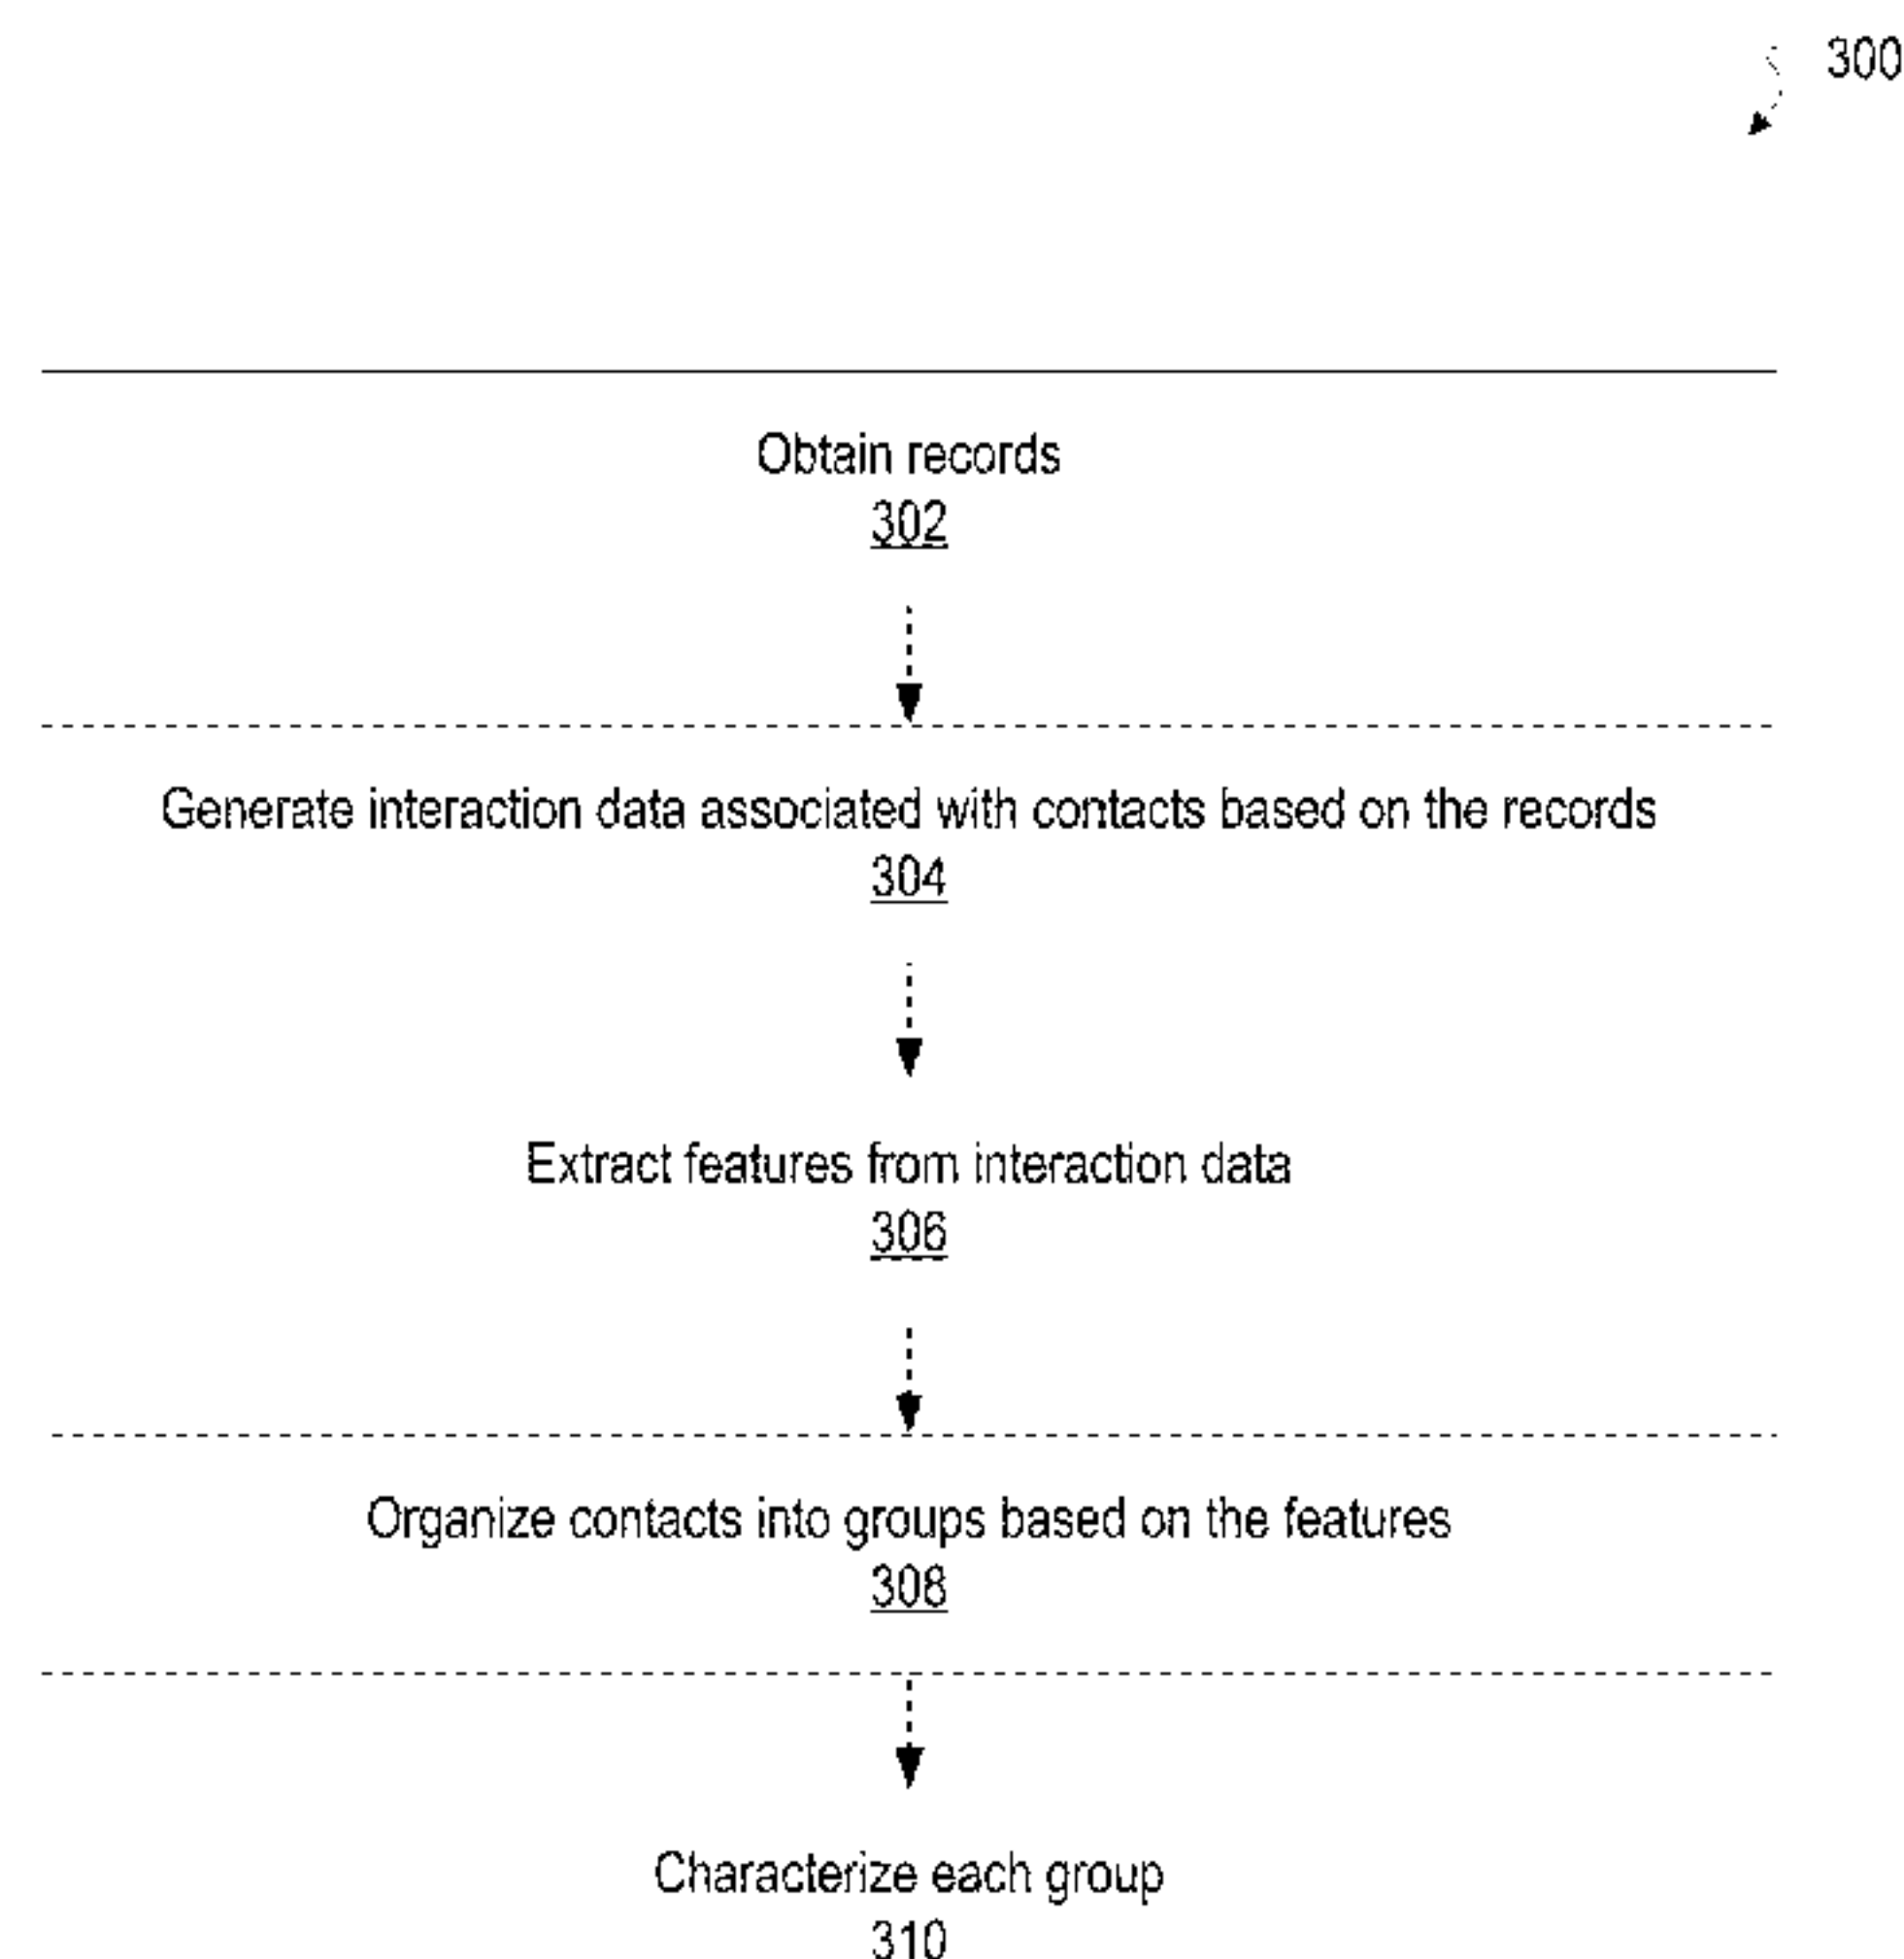 300
Obtain records
302
Generate interaction data associated with contacts based on the records
304
Extract features from interaction data
306
Organize contacts into groups based on the features
308
Characterize each group
310